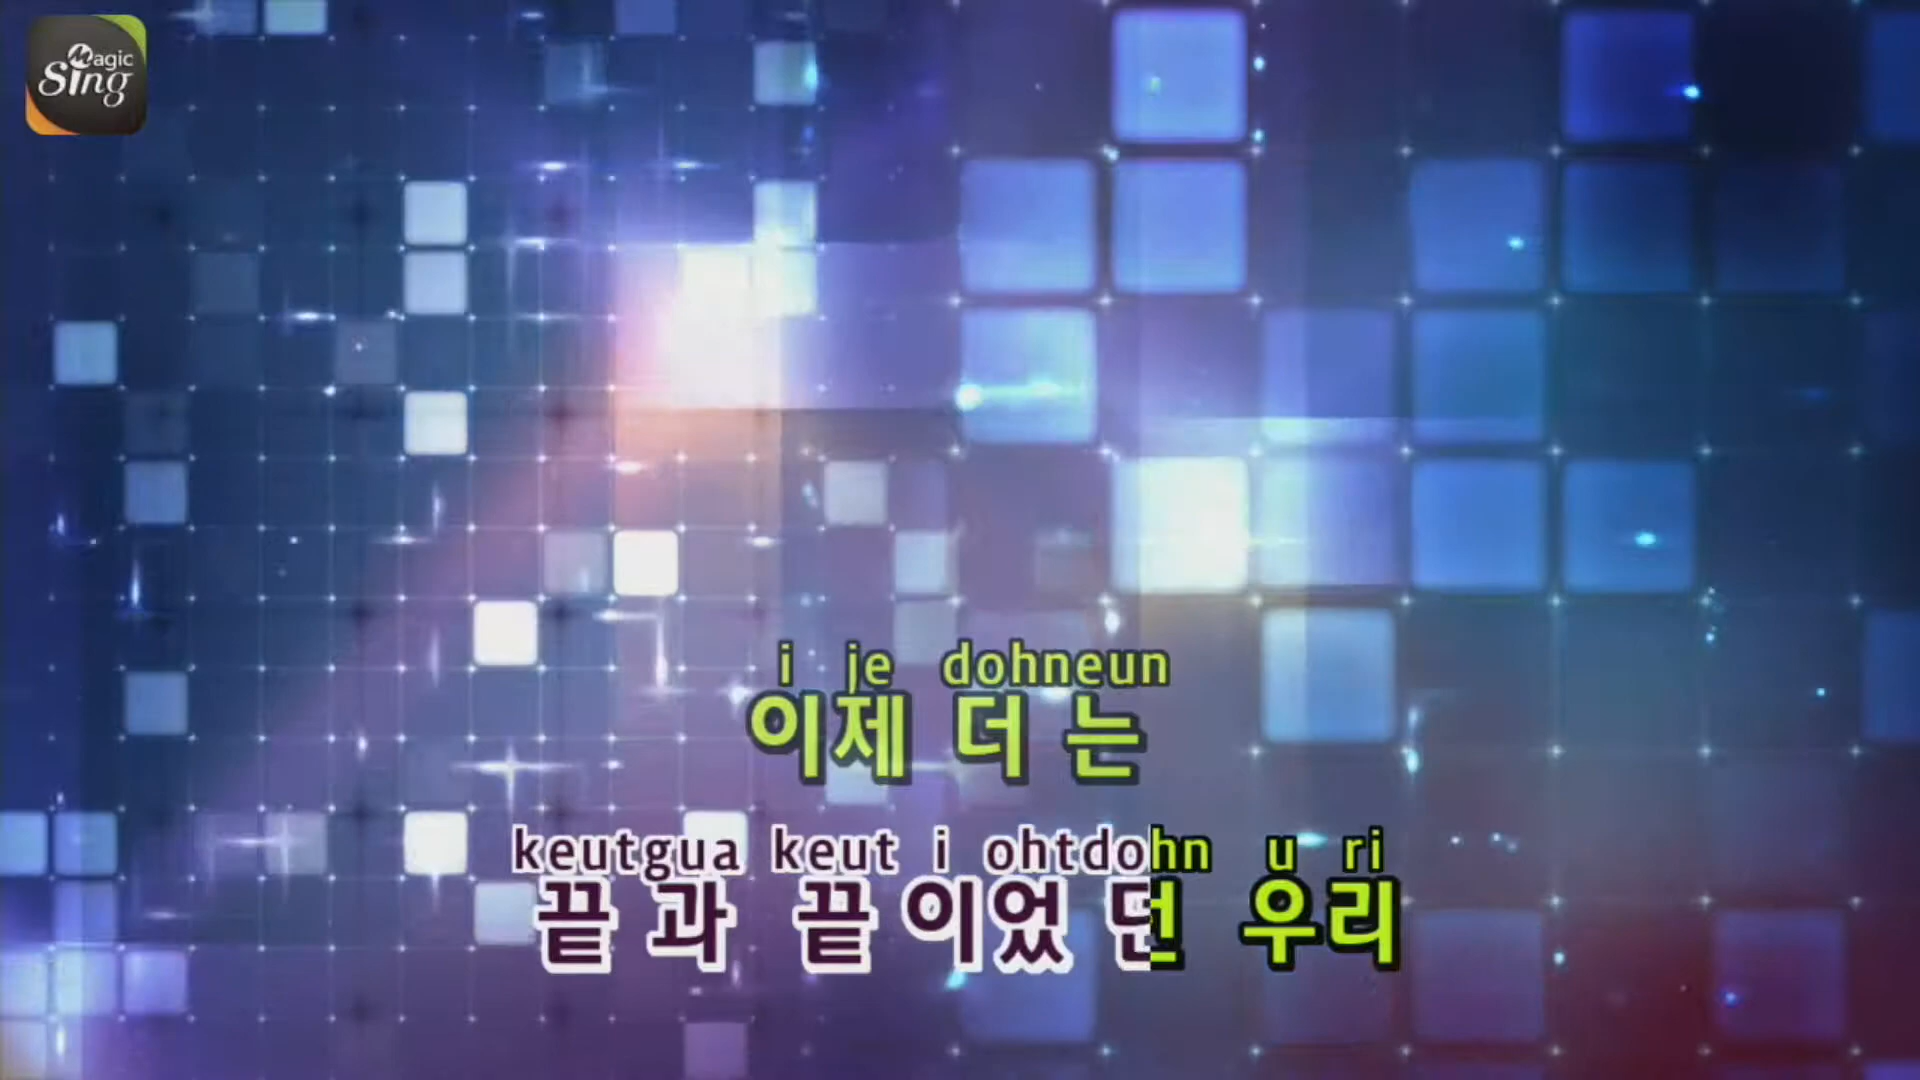 Magic
Sing
i je dohneun
이제 더 는
keutgua keut i ohtdohn u ri
끝 과 끝 이었 던 우리